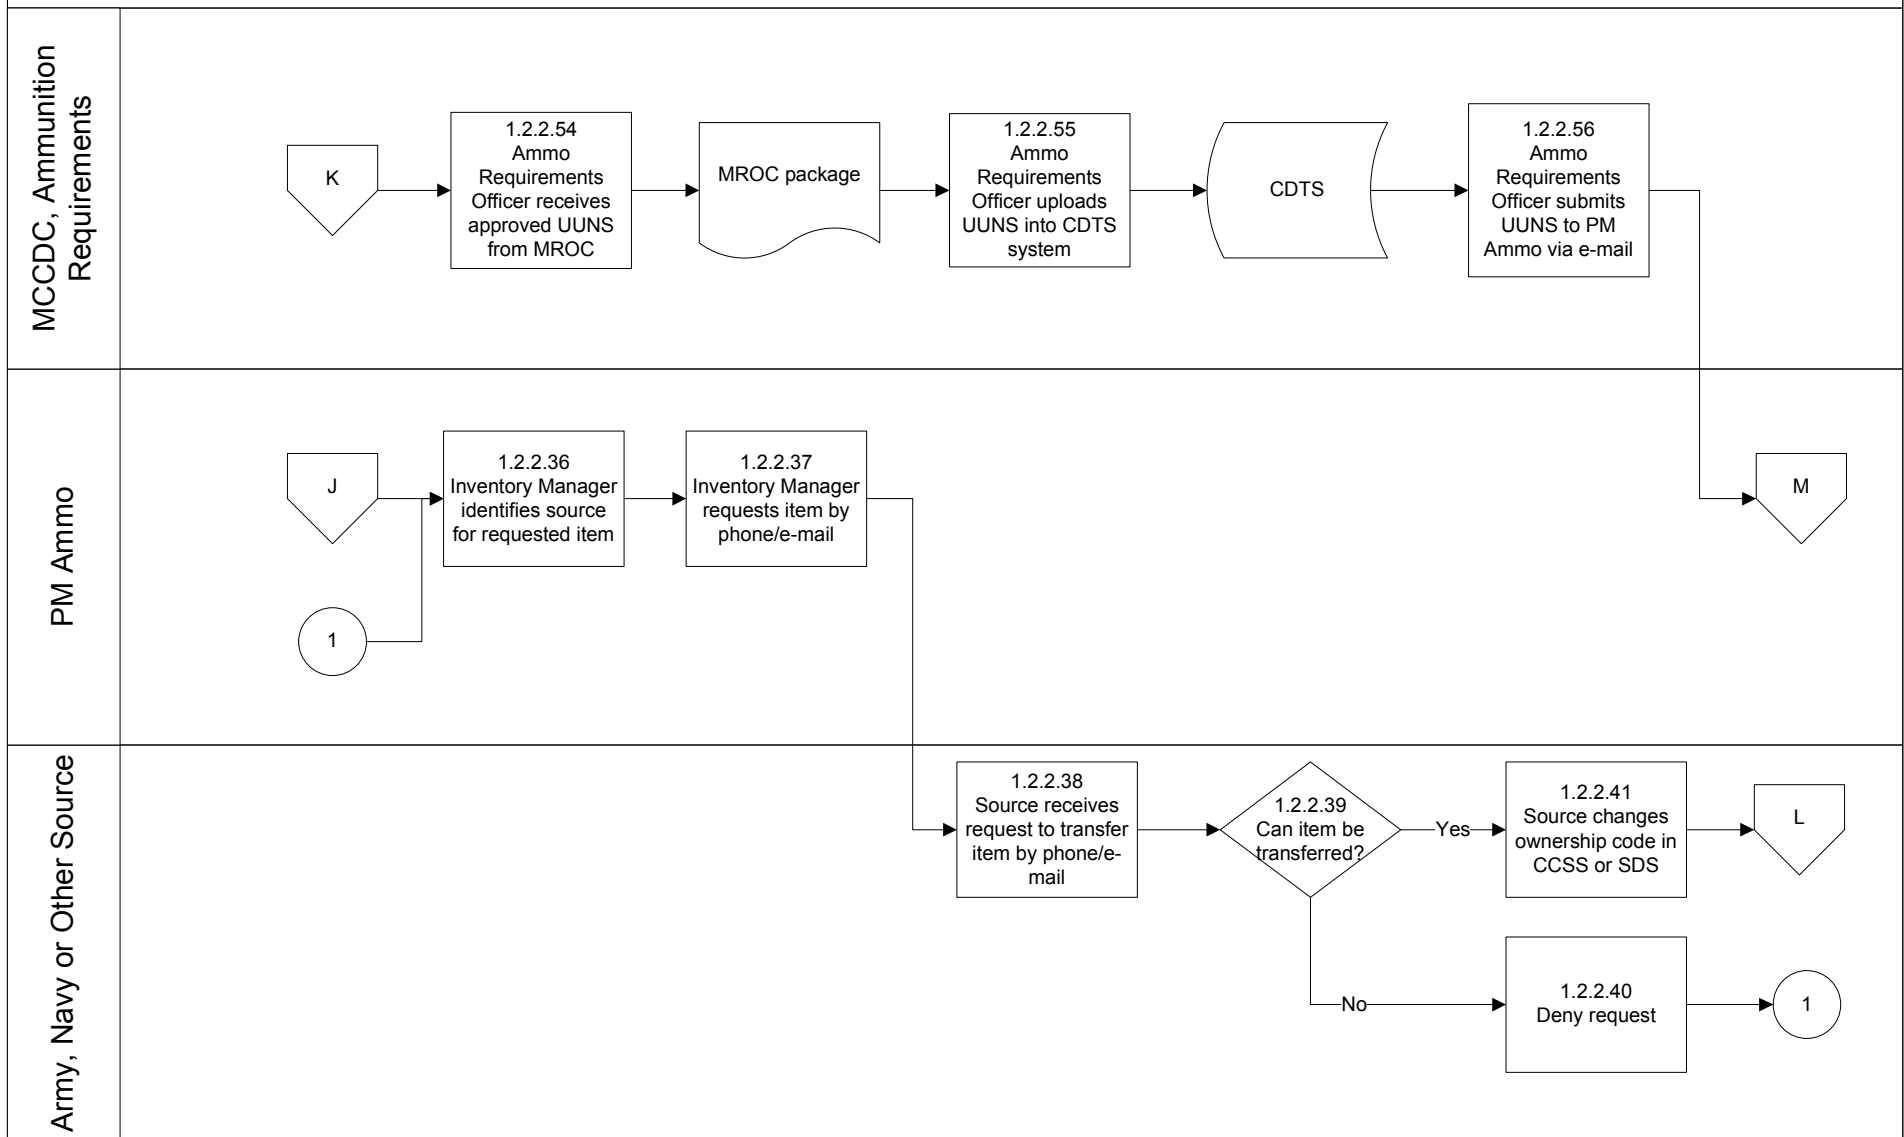 MCCDC, Ammunition
Requirements
K
1.2.2.54
Ammo
Requirements
Officer receives
approved UUNS
from MROC
MROC package
1.2.2.55
Ammo
Requirements
Officer uploads
UUNS into CDTS
system
CDTS
1.2.2.56
Ammo
Requirements
Officer submits
UUNS to PM
Ammo via e-mail
PM Ammo
J
1
1.2.2.36
Inventory Manager
identifies source
for requested item
1.2.2.37
Inventory Manager
requests item by
phone/e-mail
M
Army, Navy or Other Source
1.2.2.38
Source receives
request to transfer
item by phone/e-
mail
1.2.2.39
Can item be
transferred?
Yes
1.2.2.41
Source changes
ownership code in
CCSS or SDS
L
No
1.2.2.40
Deny request
1